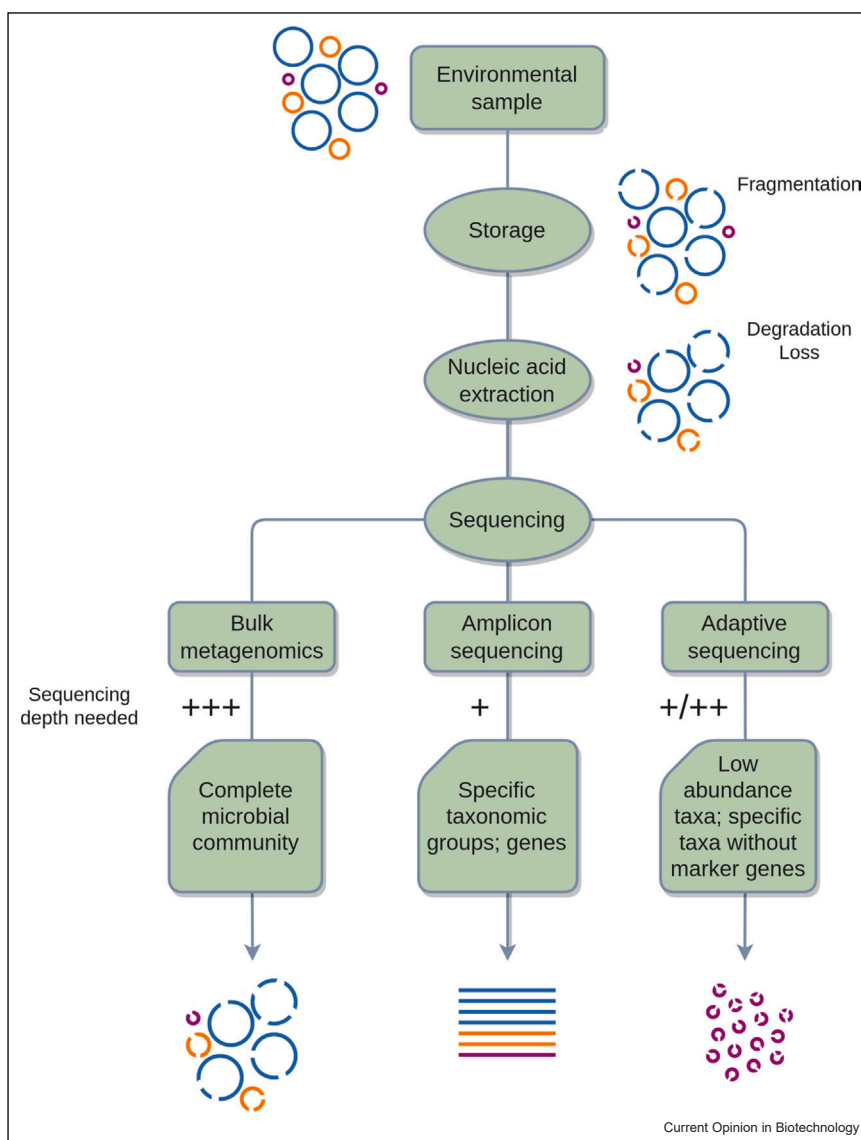 Environmental
sample
Fragmentation
Storage
Degradation
Loss
Nucleic acid
extraction
Sequencing
Bulk
metagenomics
Amplicon
sequencing
Adaptive
sequencing
Sequencing
depth needed
+++
+
+/++
Complete
microbial
community
Specific
taxonomic
groups; genes
Low
abundance
taxa; specific
taxa without
marker genes
Current Opinion in Biotechnology